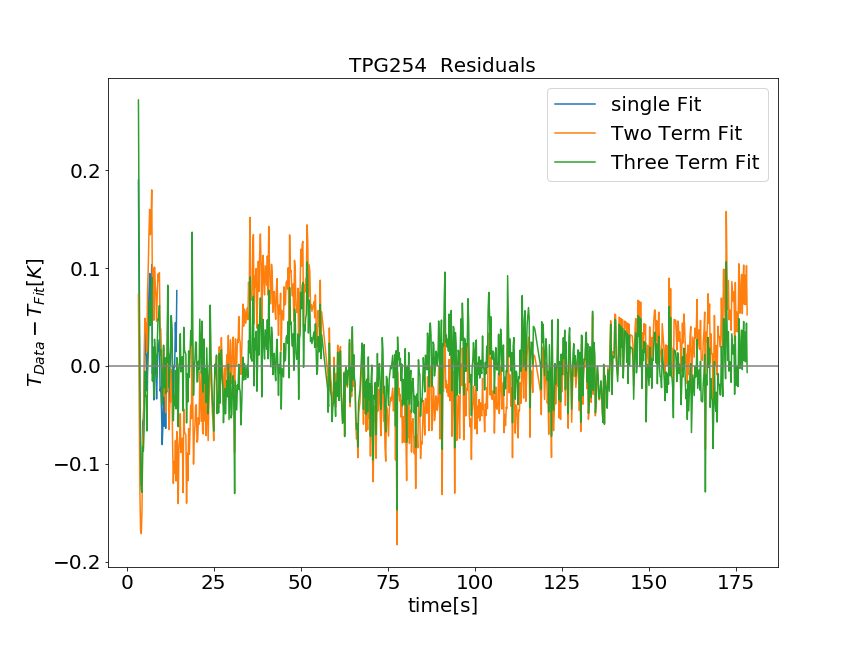 TPG254  Residuals
single Fit
Two Term Fit
Three Term Fit
T_Data − T_Fit[K]
0.2
0.1
0.0
−0.1
−0.2
0 25 50 75 100 125 150 175
time[s]